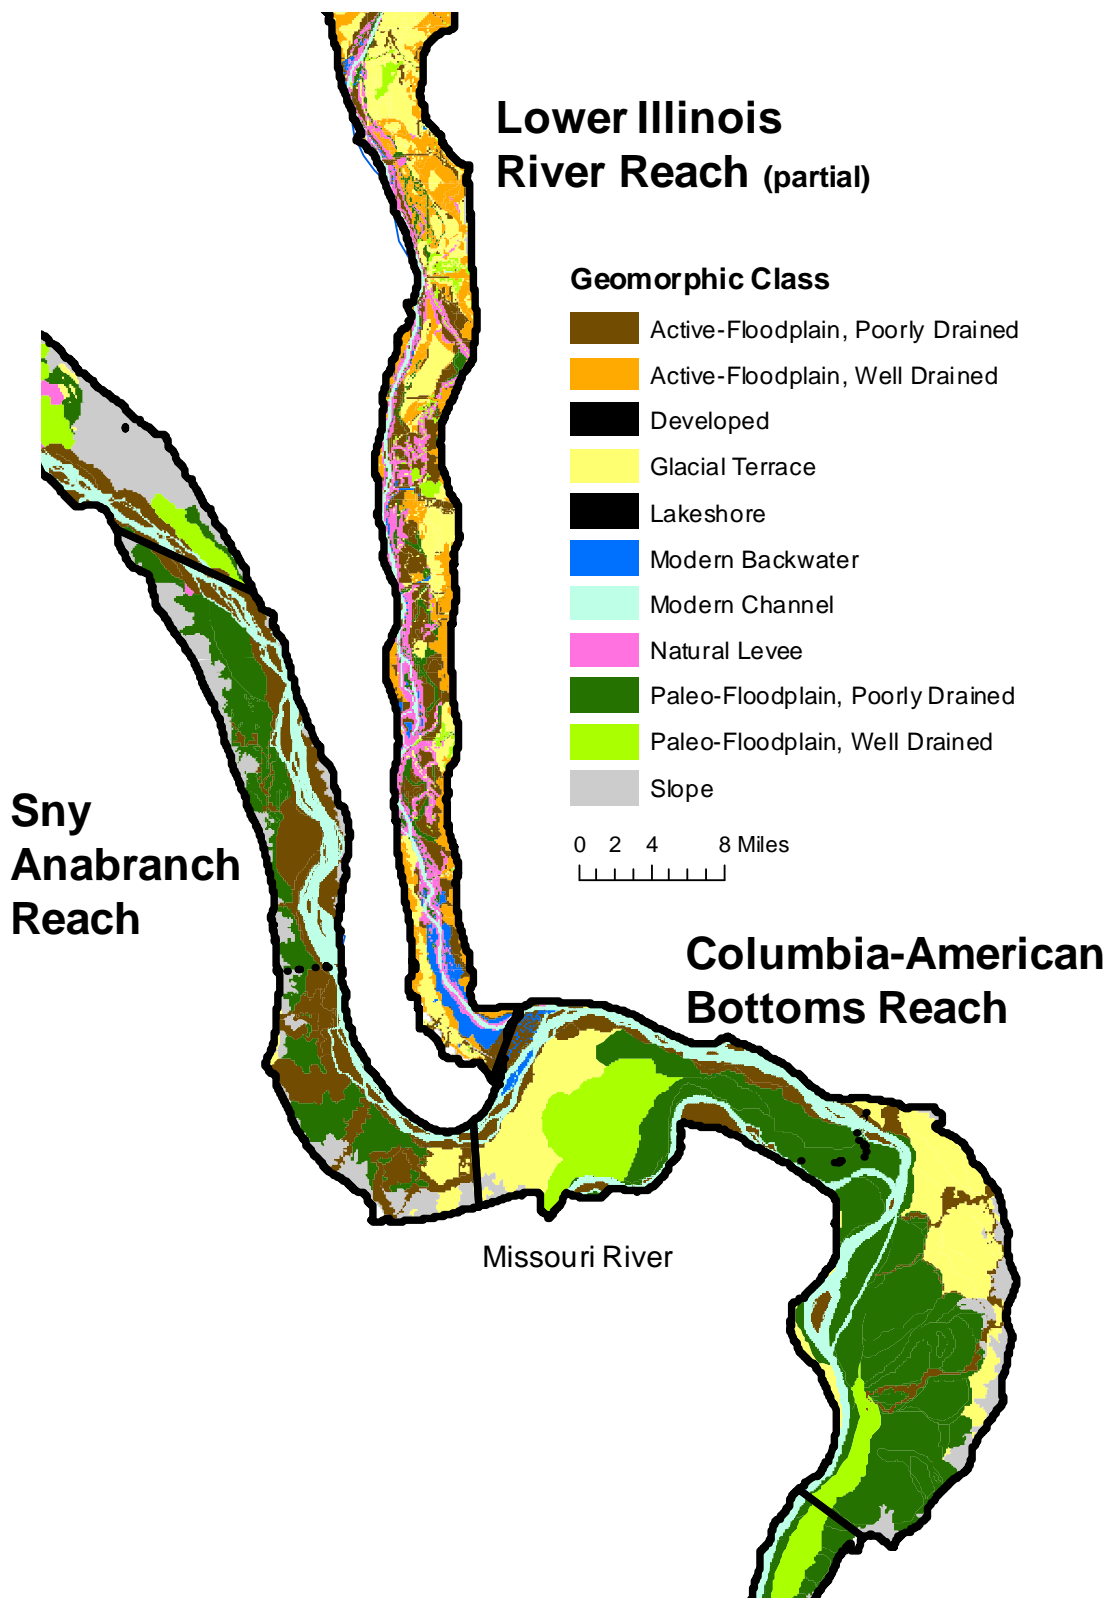 Lower Illinois
River Reach (partial)
Geomorphic Class
Active-Floodplain, Poorly Drained
Active-Floodplain, Well Drained
Developed
Glacial Terrace
Lakeshore
Modern Backwater
Modern Channel
Natural Levee
Paleo-Floodplain, Poorly Drained
Paleo-Floodplain, Well Drained
Slope
0 2 4 8 Miles
Sny
Anabranch
Reach
Columbia-American
Bottoms Reach
Missouri River